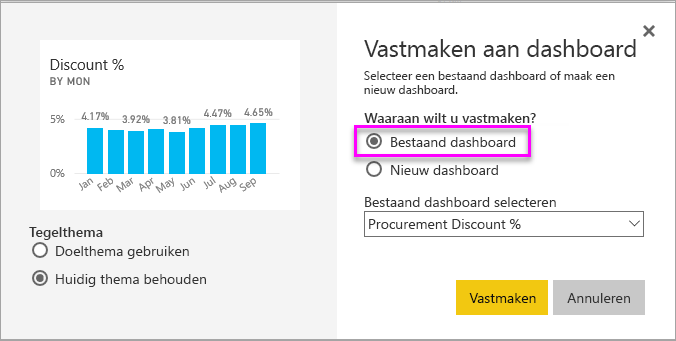 Discount %
BY MON
4.17% 3.92% 3.81% 4.47% 4.65%
5%
0%
Jan Feb Mar Apr May Jun Jul Aug Sep
Tegelthema
Doelthema gebruiken
Huidig thema behouden
Vastmaken aan dashboard
Selecteer een bestaand dashboard of maak een
nieuw dashboard.
Waaraan wilt u vastmaken?
Bestaand dashboard
Nieuw dashboard
Bestaand dashboard selecteren
Procurement Discount %
Vastmaken Annuleren